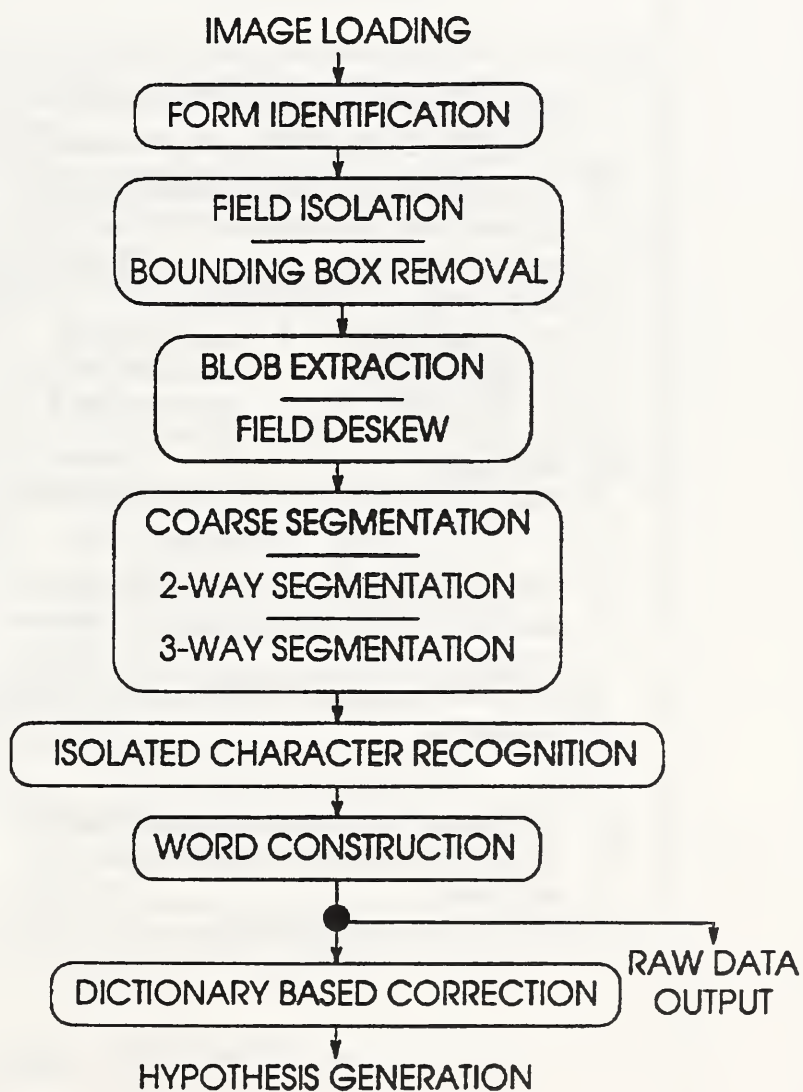 IMAGE LOADING
FORM IDENTIFICATION
FIELD ISOLATION
BOUNDING BOX REMOVAL
BLOB EXTRACTION
FIELD DESKEW
COARSE SEGMENTATION
2-WAY SEGMENTATION
3-WAY SEGMENTATION
ISOLATED CHARACTER RECOGNITION
WORD CONSTRUCTION
RAW DATA
OUTPUT
DICTIONARY BASED CORRECTION
HYPOTHESIS GENERATION